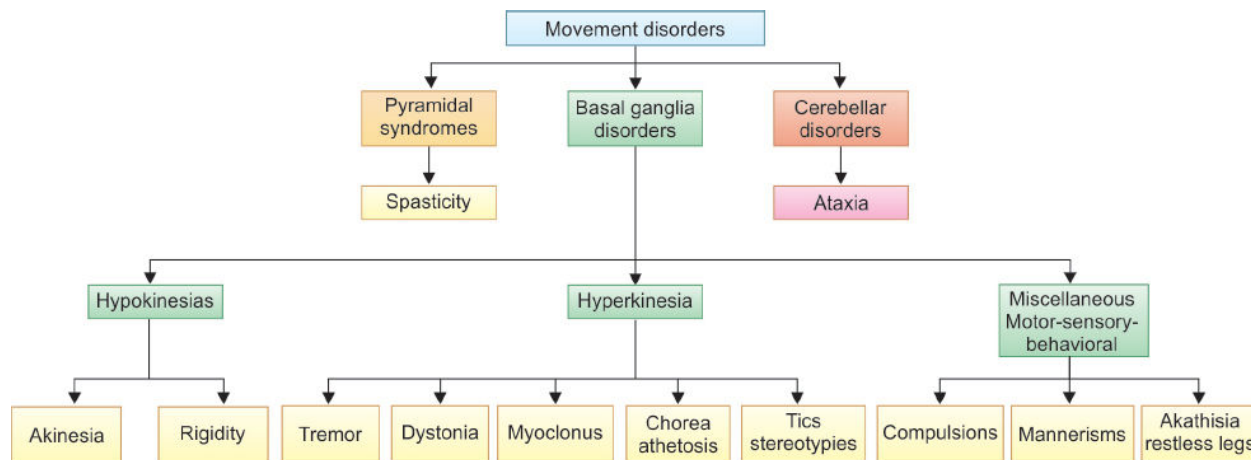 Movement disorders
Pyramidal
syndromes
Basal ganglia
disorders
Cerebellar
disorders
Spasticity
Ataxia
Hypokinesias
Hyperkinesia
Miscellaneous
Motor-sensory-
behavioral
Akinesia
Rigidity
Tremor
Dystonia
Myoclonus
Chorea
athetosis
Tics
stereotypies
Compulsions
Mannerisms
Akathisia
restless legs